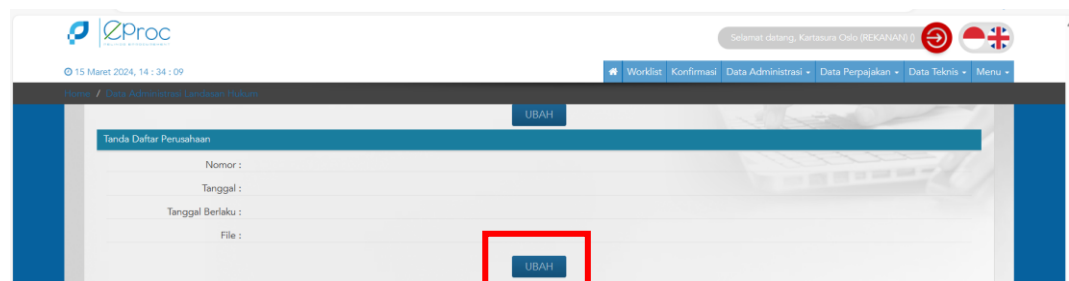 eProc
Selamat datang, Kartasura Oslo (REKANAN) ()
15 Maret 2024, 14 : 34 : 09
Worklist Konfirmasi Data Administrasi Data Perpajakan Data Teknis Menu
Home / Data Administrasi Landasan Hukum
UBAH
Tanda Daftar Perusahaan
Nomor :
Tanggal :
Tanggal Berlaku :
File :
UBAH